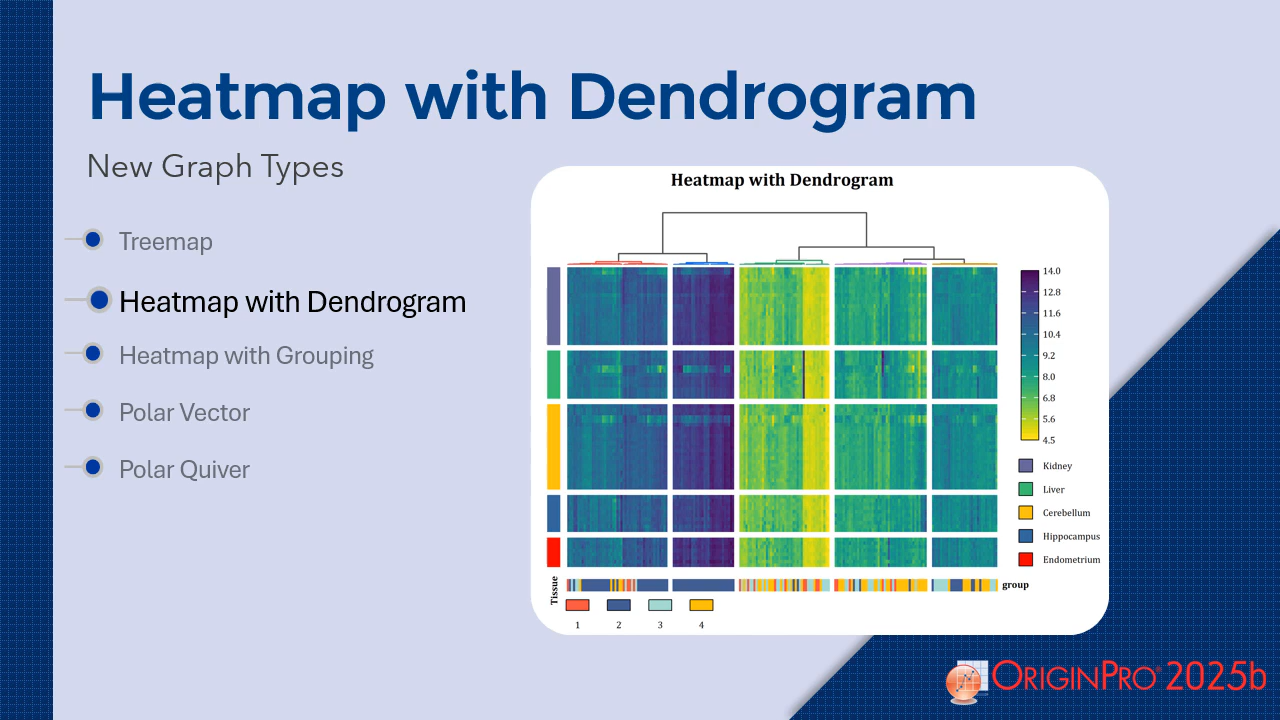 Heatmap with Dendrogram
New Graph Types
Treemap
Heatmap with Dendrogram
Heatmap with Grouping
Polar Vector
Polar Quiver
Heatmap with Dendrogram
14.0
12.8
11.6
10.4
9.2
8.0
6.8
5.6
4.5
Kidney
Liver
Cerebellum
Hippocampus
Endometrium
Tissue
group
1 2 3 4
ORIGINPRO® 2025b